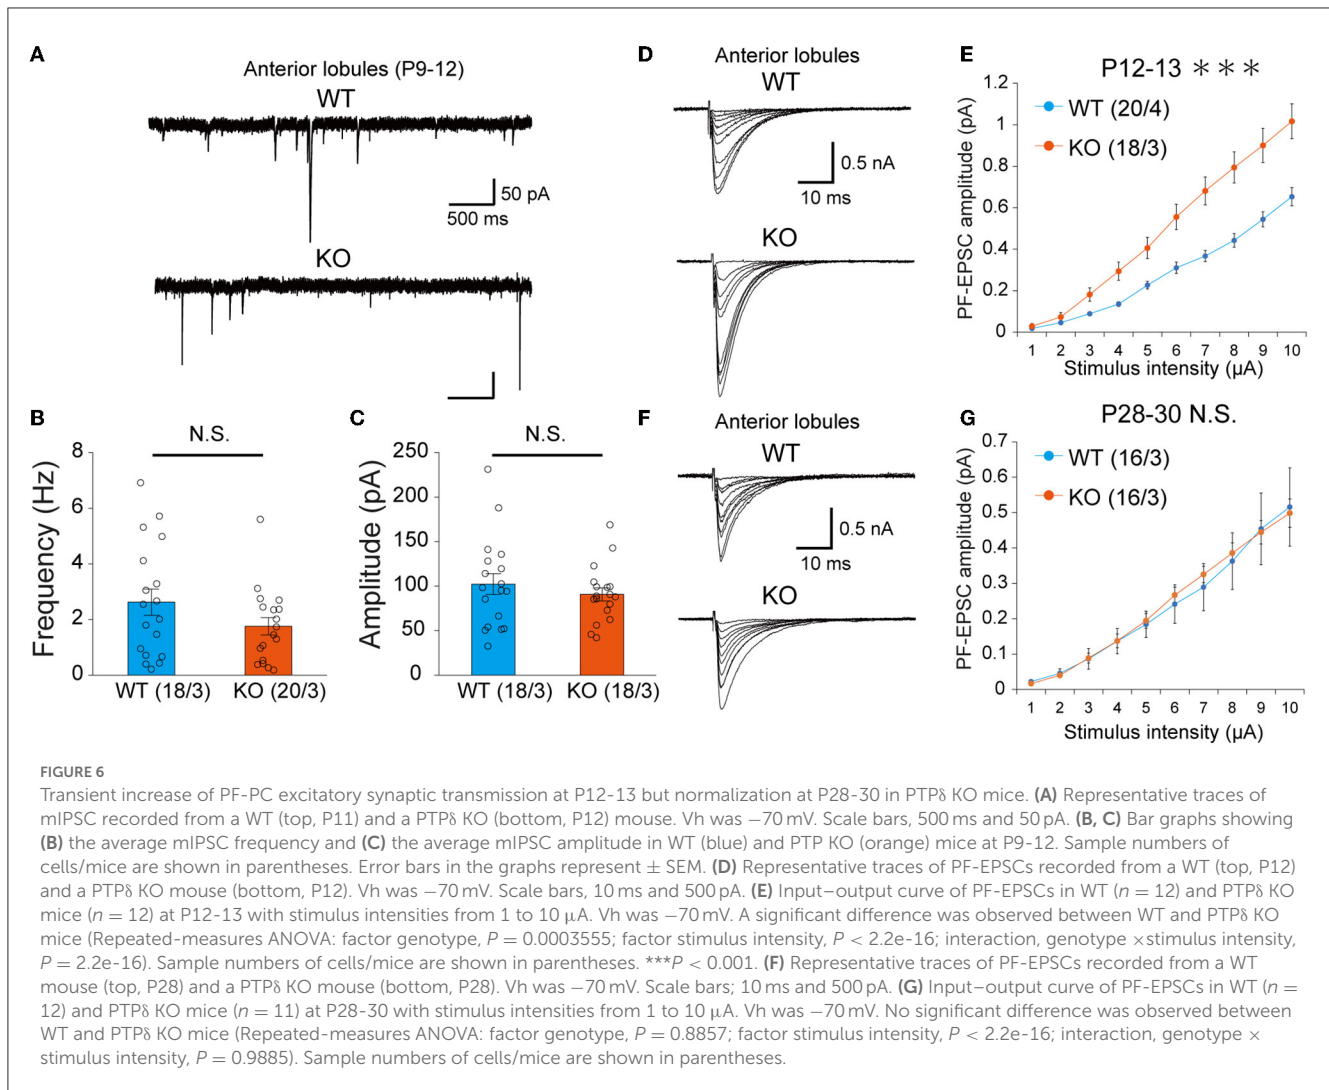 A
Anterior lobules (P9-12)
WT
50 pA
500 ms
KO
B
N.S.
8
6
4
2
0
Frequency (Hz)
WT (18/3) KO (20/3)
C
N.S.
250
200
150
100
50
0
Amplitude (pA)
WT (18/3) KO (18/3)
D
Anterior lobules
WT
0.5 nA
10 ms
KO
E
P12-13 ∗∗∗
WT (20/4)
KO (18/3)
1.2
1
0.8
0.6
0.4
0.2
0
PF-EPSC amplitude (pA)
1 2 3 4 5 6 7 8 9 10
Stimulus intensity (µA)
F
Anterior lobules
WT
0.5 nA
10 ms
KO
G
P28-30 N.S.
WT (16/3)
KO (16/3)
0.7
0.6
0.5
0.4
0.3
0.2
0.1
0
PF-EPSC amplitude (pA)
1 2 3 4 5 6 7 8 9 10
Stimulus intensity (µA)
FIGURE 6
Transient increase of PF-PC excitatory synaptic transmission at P12-13 but normalization at P28-30 in PTPδ KO mice. (A) Representative traces of
mIPSC recorded from a WT (top, P11) and a PTPδ KO (bottom, P12) mouse. Vh was −70 mV. Scale bars, 500 ms and 50 pA. (B, C) Bar graphs showing
(B) the average mIPSC frequency and (C) the average mIPSC amplitude in WT (blue) and PTP KO (orange) mice at P9-12. Sample numbers of
cells/mice are shown in parentheses. Error bars in the graphs represent ± SEM. (D) Representative traces of PF-EPSCs recorded from a WT (top, P12)
and a PTPδ KO mouse (bottom, P12). Vh was −70 mV. Scale bars, 10 ms and 500 pA. (E) Input–output curve of PF-EPSCs in WT (n = 12) and PTPδ KO
mice (n = 12) at P12-13 with stimulus intensities from 1 to 10 µA. Vh was −70 mV. A significant difference was observed between WT and PTPδ KO
mice (Repeated-measures ANOVA: factor genotype, P = 0.0003555; factor stimulus intensity, P < 2.2e-16; interaction, genotype ×stimulus intensity,
P = 2.2e-16). Sample numbers of cells/mice are shown in parentheses. ***P < 0.001. (F) Representative traces of PF-EPSCs recorded from a WT
mouse (top, P28) and a PTPδ KO mouse (bottom, P28). Vh was −70 mV. Scale bars; 10 ms and 500 pA. (G) Input–output curve of PF-EPSCs in WT (n =
12) and PTPδ KO mice (n = 11) at P28-30 with stimulus intensities from 1 to 10 µA. Vh was −70 mV. No significant difference was observed between
WT and PTPδ KO mice (Repeated-measures ANOVA: factor genotype, P = 0.8857; factor stimulus intensity, P < 2.2e-16; interaction, genotype ×
stimulus intensity, P = 0.9885). Sample numbers of cells/mice are shown in parentheses.